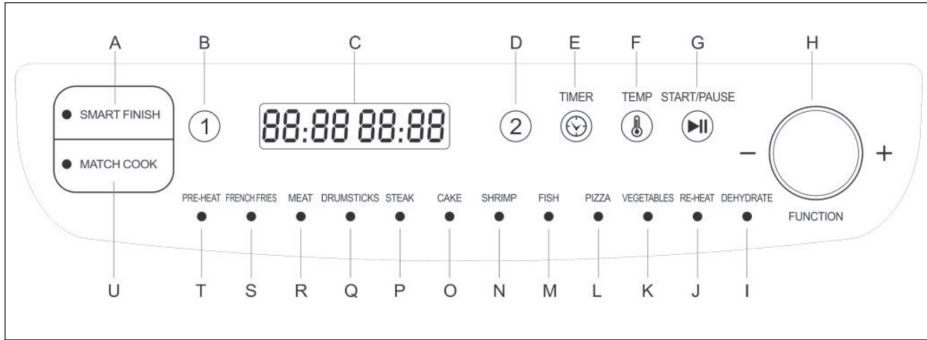 A B C D E F G H
TIMER TEMP START/PAUSE
SMART FINISH
1 88:88 88:88 2
MATCH COOK
− +
PRE-HEAT FRENCH FRIES MEAT DRUMSTICKS STEAK CAKE SHRIMP FISH PIZZA VEGETABLES RE-HEAT DEHYDRATE
FUNCTION
U T S R Q P O N M L K J I